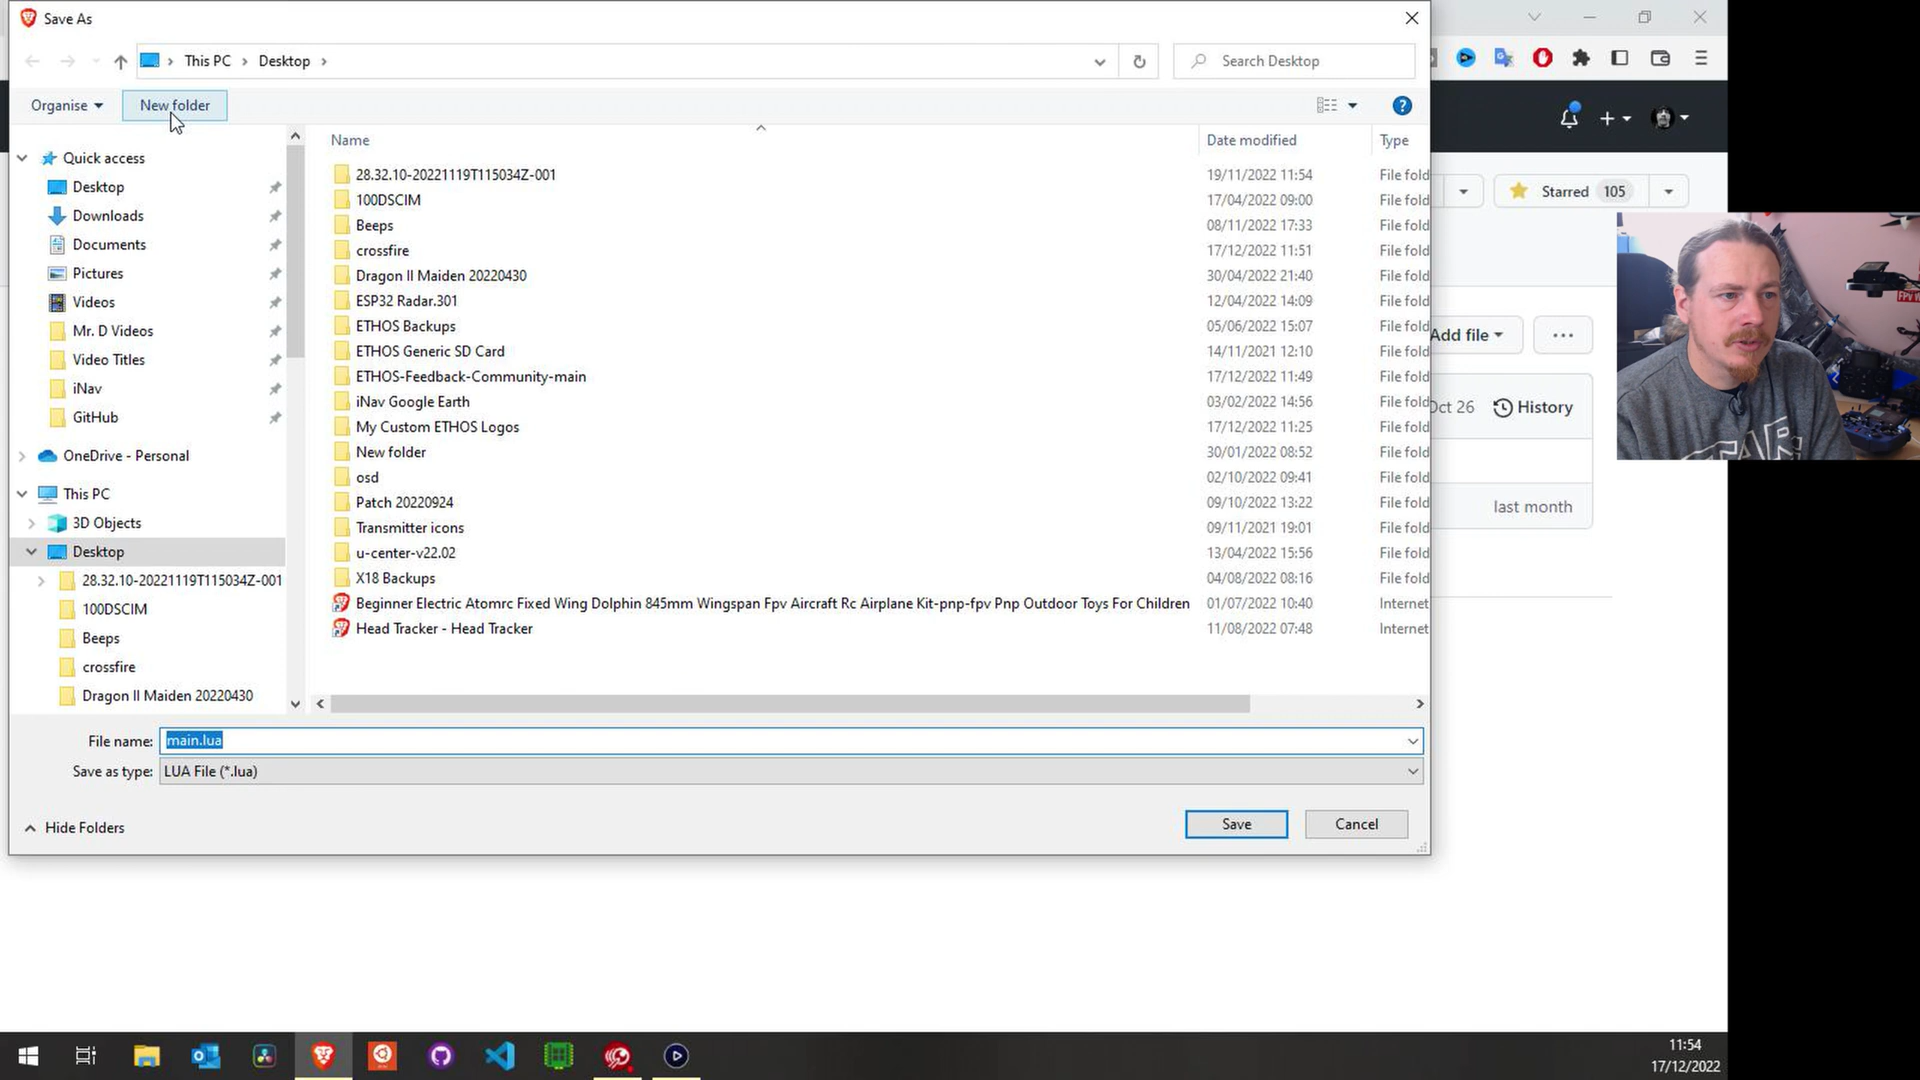 Save As
This PC > Desktop >
Search Desktop
Organise
New folder
?
Name
Date modified
Type
Quick access
Desktop
Downloads
Documents
Pictures
Videos
Mr. D Videos
Video Titles
iNav
GitHub
OneDrive - Personal
This PC
3D Objects
Desktop
28.32.10-20221119T115034Z-001
100DSCIM
Beeps
crossfire
Dragon II Maiden 20220430
28.32.10-20221119T115034Z-001 19/11/2022 11:54 File fold
100DSCIM 17/04/2022 09:00 File fold
Beeps 08/11/2022 17:33 File fold
crossfire 17/12/2022 11:51 File fold
Dragon II Maiden 20220430 30/04/2022 21:40 File fold
ESP32 Radar.301 12/04/2022 14:09 File fold
ETHOS Backups 05/06/2022 15:07 File fold
ETHOS Generic SD Card 14/11/2021 12:10 File fold
ETHOS-Feedback-Community-main 17/12/2022 11:49 File fold
iNav Google Earth 03/02/2022 14:56 File fold
My Custom ETHOS Logos 17/12/2022 11:25 File fold
New folder 30/01/2022 08:52 File fold
osd 02/10/2022 09:41 File fold
Patch 20220924 09/10/2022 13:22 File fold
Transmitter icons 09/11/2021 19:01 File fold
u-center-v22.02 13/04/2022 15:56 File fold
X18 Backups 04/08/2022 08:16 File fold
Beginner Electric Atomrc Fixed Wing Dolphin 845mm Wingspan Fpv Aircraft Rc Airplane Kit-pnp-fpv Pnp Outdoor Toys For Children 01/07/2022 10:40 Internet
Head Tracker - Head Tracker 11/08/2022 07:48 Internet
File name: main.lua
Save as type: LUA File (*.lua)
Hide Folders
Save
Cancel
Starred 105
Add file
Oct 26 History
last month
FPV
STAR
11:54
17/12/2022